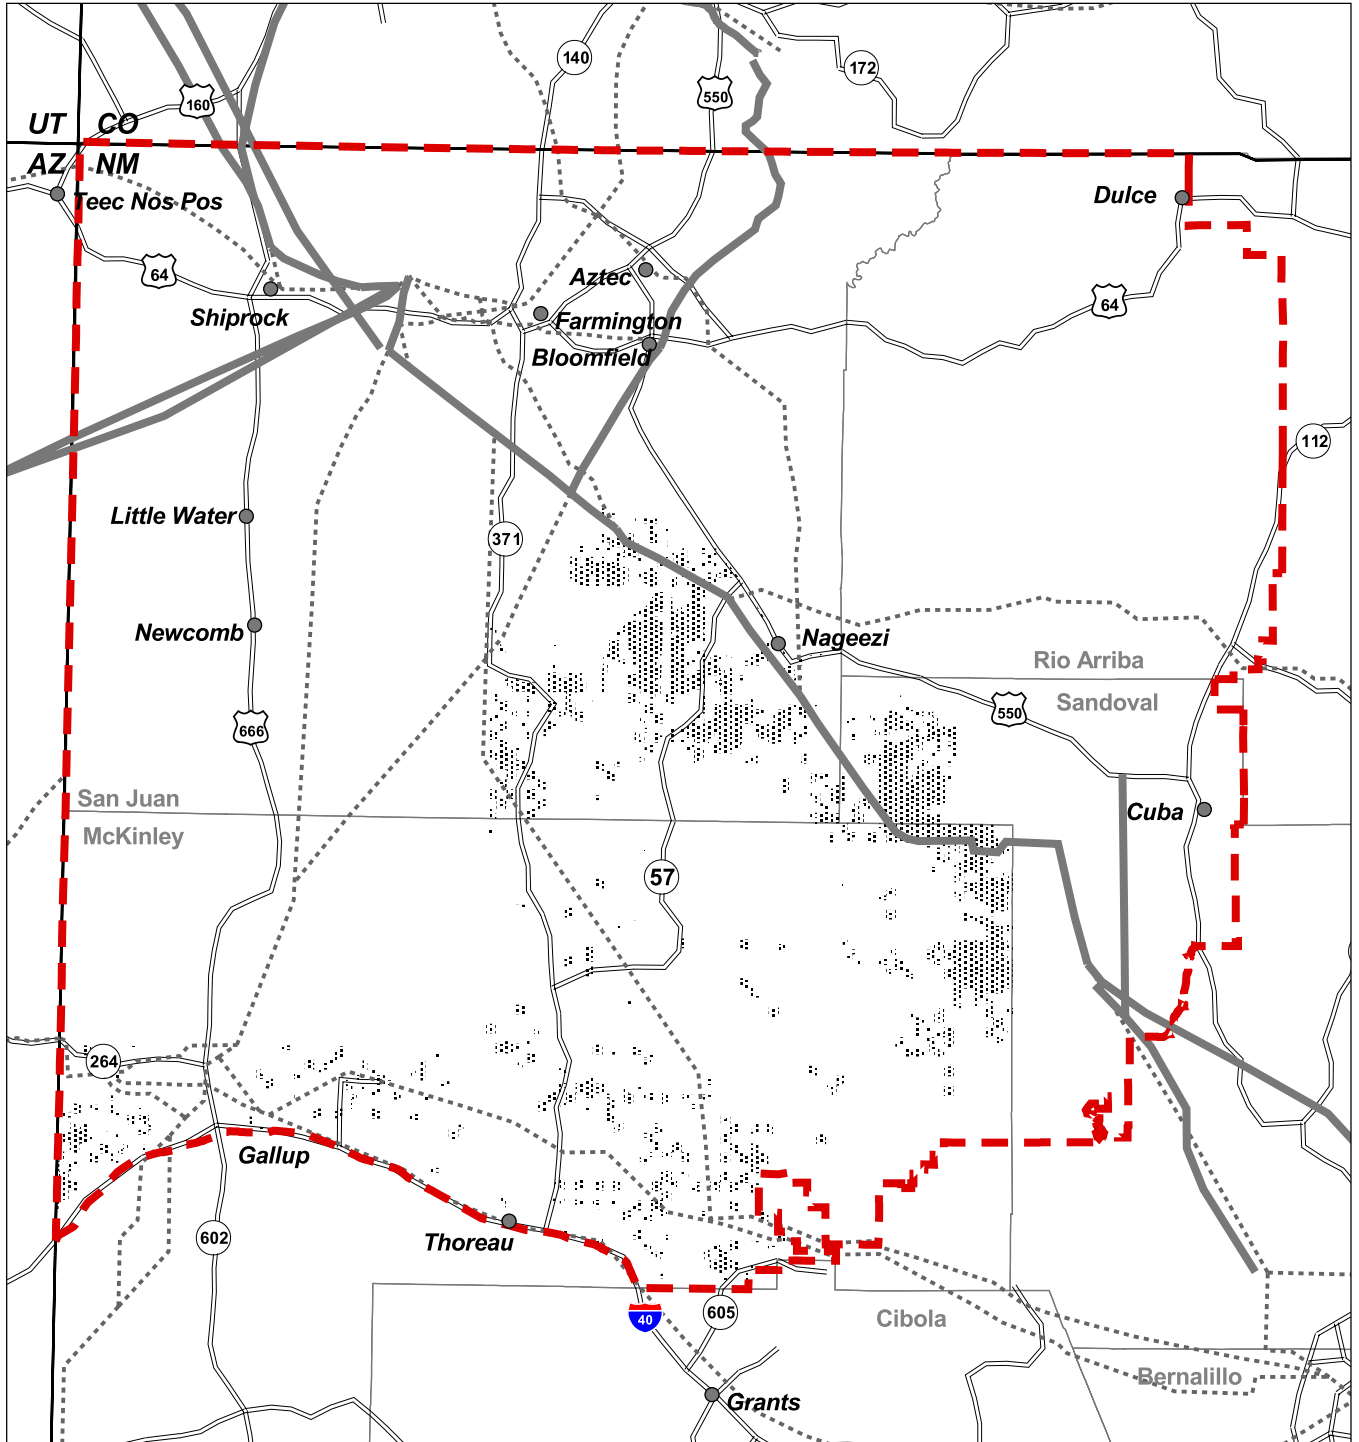 140
172
550
160
UT CO
AZ NM
Teec Nos Pos
Dulce
64
Aztec
64
Shiprock
Farmington
Bloomfield
112
Little Water
371
Newcomb
Nageezi
Rio Arriba
Sandoval
550
666
San Juan
Cuba
McKinley
57
264
Gallup
602
Thoreau
40
605
Cibola
Bernalillo
Grants